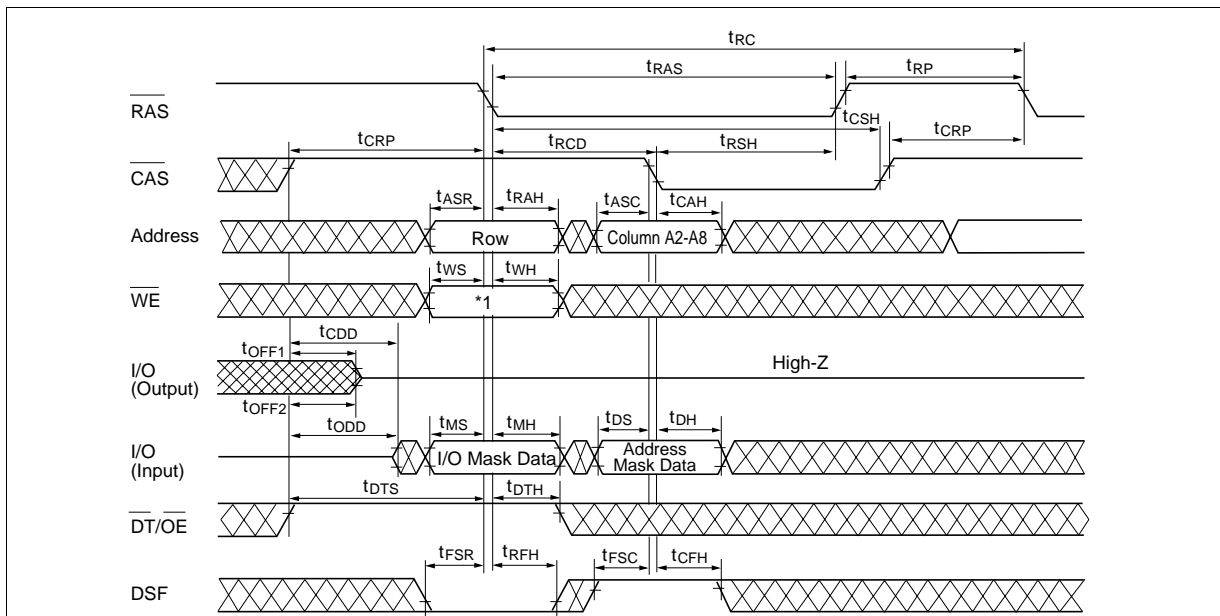 tRC
tRAS
tRP
RAS
tCSH
tCRP
tRCD
tRSH
tCRP
CAS
tASR
tRAH
tASC
tCAH
Address
Row
Column A2-A8
tWS
tWH
WE
*1
tCDD
tOFF1
I/O
(Output)
High-Z
tOFF2
tODD
tMS
tMH
tDS
tDH
I/O
(Input)
I/O Mask Data
Address
Mask Data
tDTS
tDTH
DT/OE
tFSR
tRFH
tFSC
tCFH
DSF